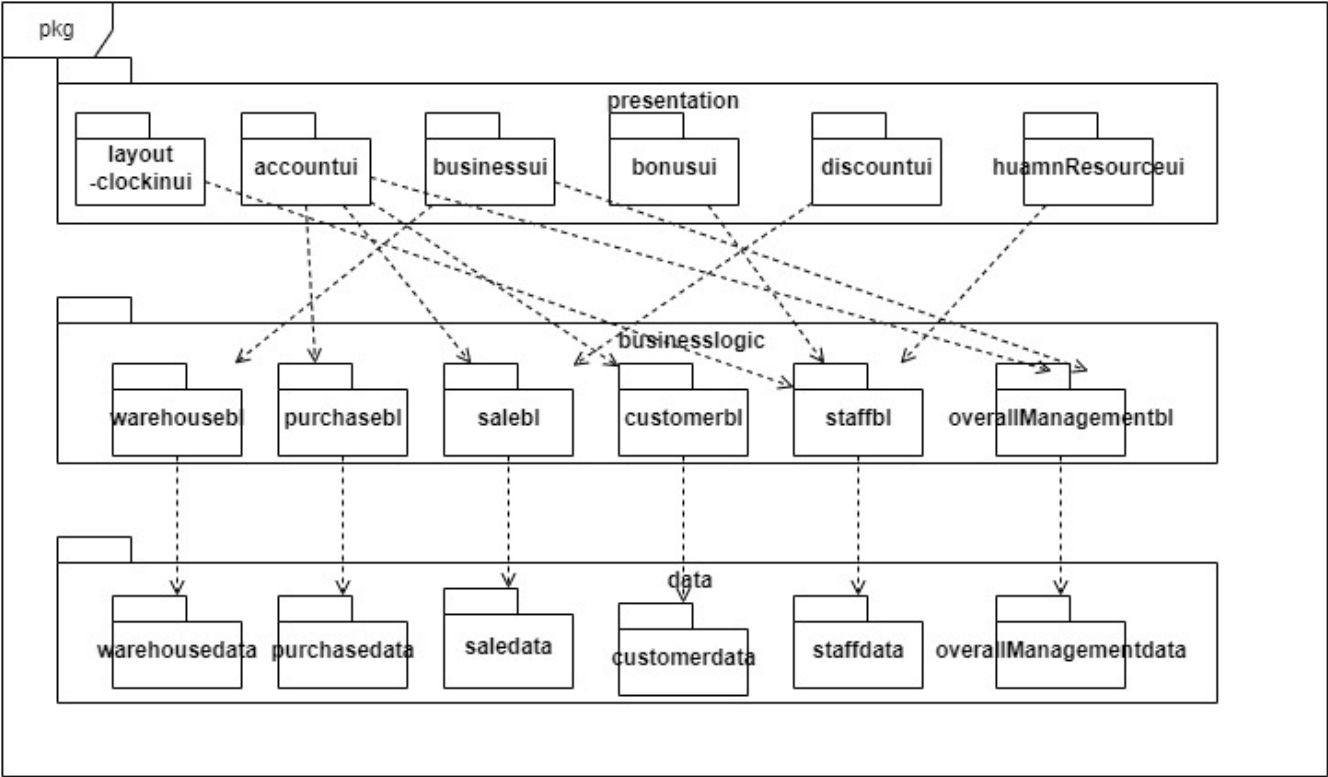 pkg
presentation
layout
-clockinui
accountui
businessui
bonusui
discountui
huamnResourceui
businesslogic
warehousebl
purchasebl
salebl
customerbl
staffbl
overallManagementbl
data
warehousedata
purchasedata
saledata
customerdata
staffdata
overallManagementdata